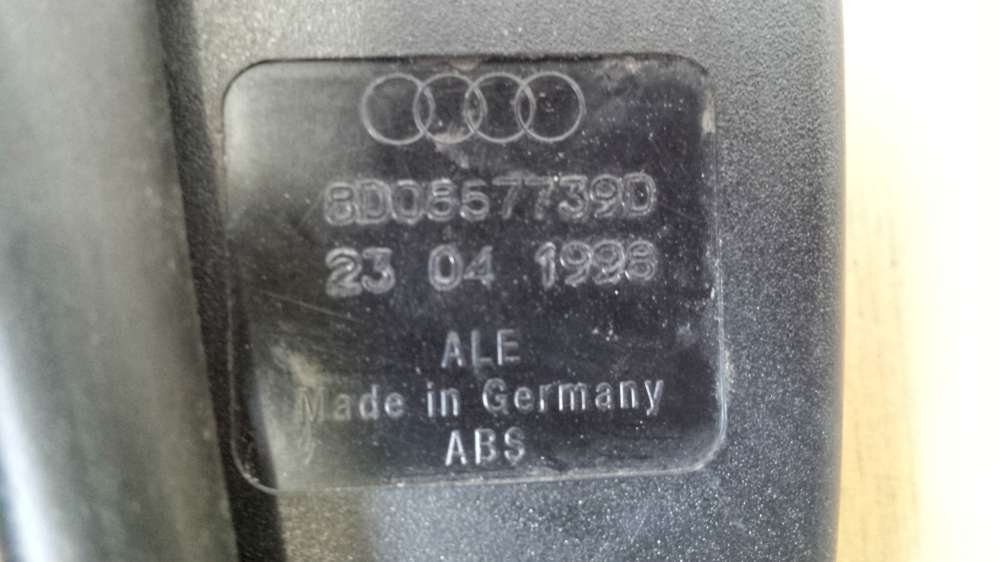 8D0857739D
23 04 1998
ALE
Made in Germany
ABS